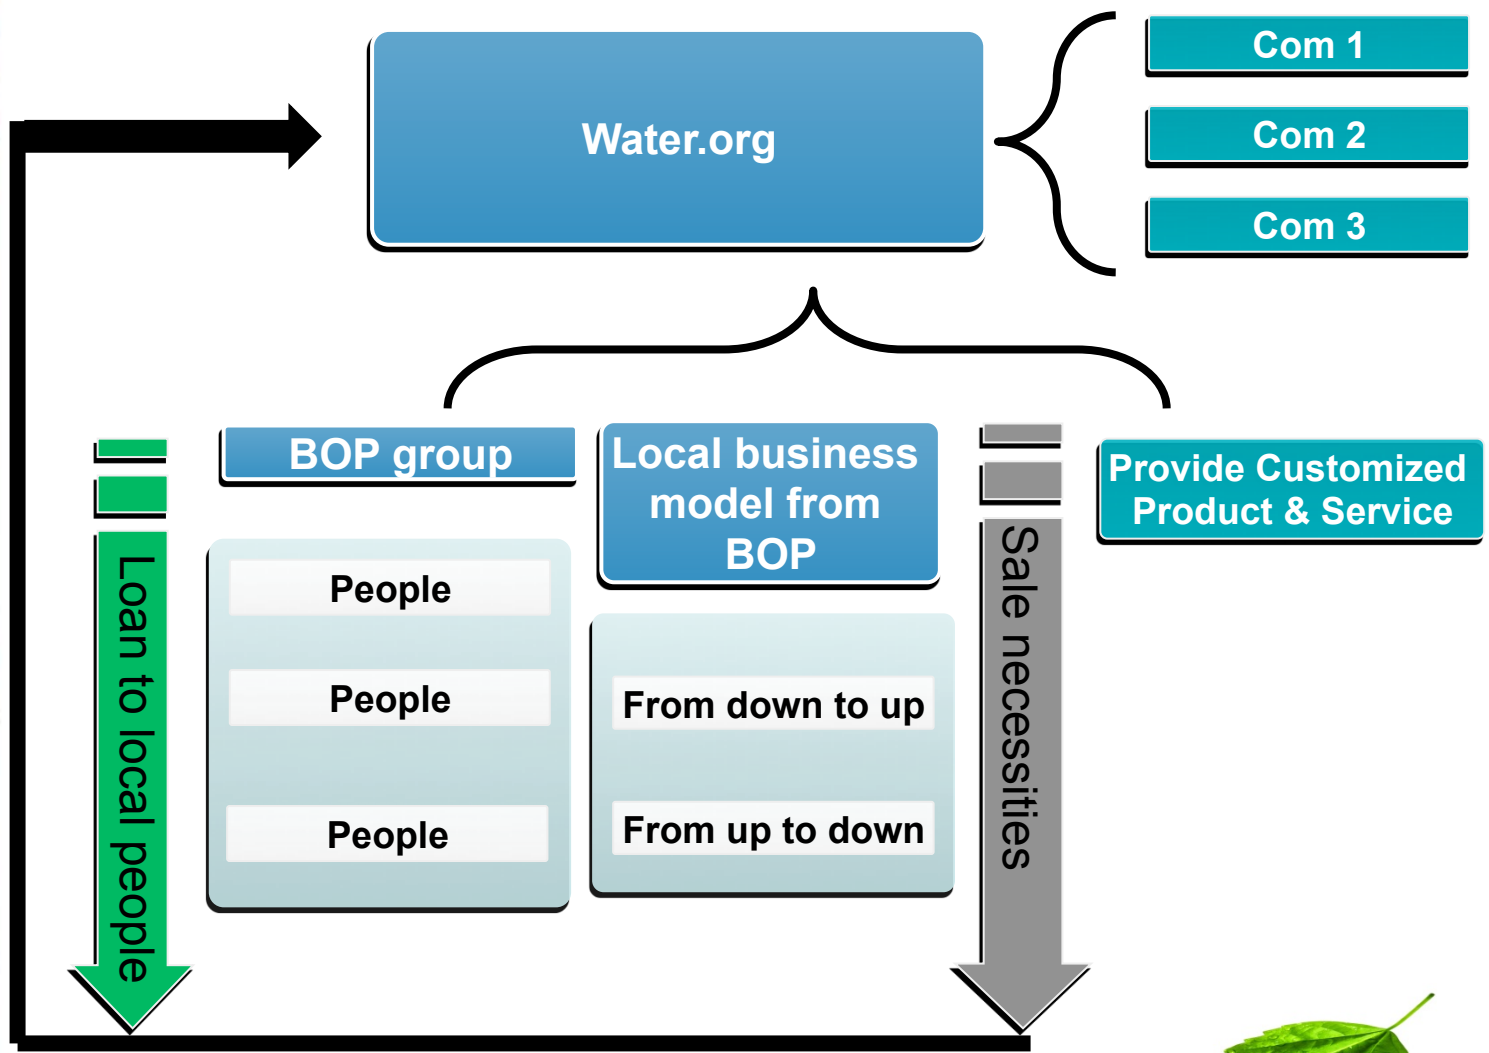 Water.org
Com 1
Com 2
Com 3
Loan to local people
BOP group
People
People
People
Local business
model from
BOP
From down to up
From up to down
Sale necessities
Provide Customized
Product & Service